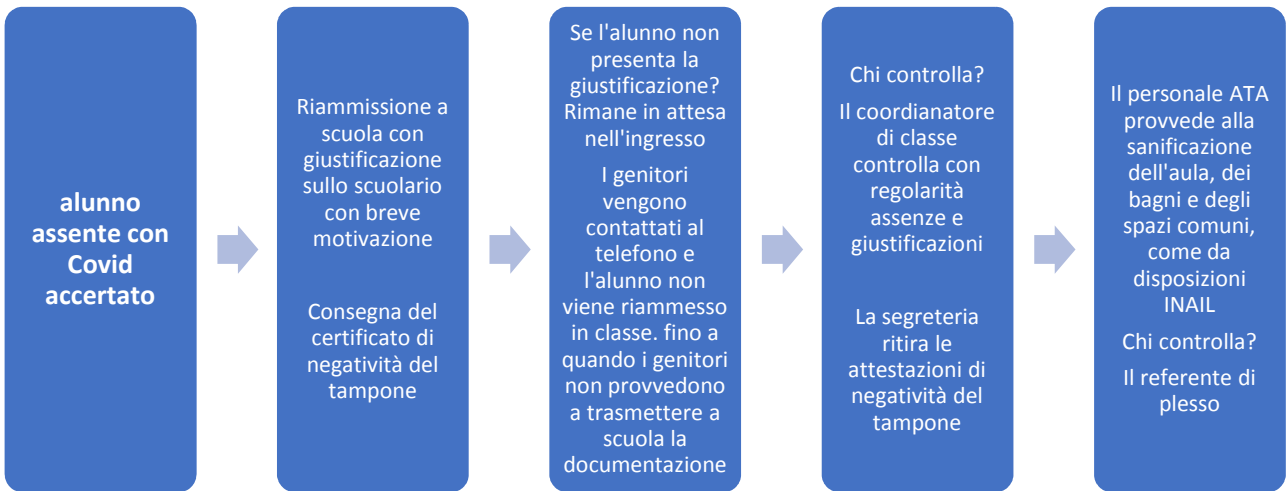 alunno
assente con
Covid
accertato
Riammissione a
scuola con
giustificazione
sullo scuolario
con breve
motivazione
Consegna del
certificato di
negatività del
tampone
Se l'alunno non
presenta la
giustificazione?
Rimane in attesa
nell'ingresso
I genitori
vengono
contattati al
telefono e
l'alunno non
viene riammesso
in classe. fino a
quando i genitori
non provvedono
a trasmettere a
scuola la
documentazione
Chi controlla?
Il coordianatore
di classe
controlla con
regolarità
assenze e
giustificazioni
La segreteria
ritira le
attestazioni di
negatività del
tampone
Il personale ATA
provvede alla
sanificazione
dell'aula, dei
bagni e degli
spazi comuni,
come da
disposizioni
INAIL
Chi controlla?
Il referente di
plesso